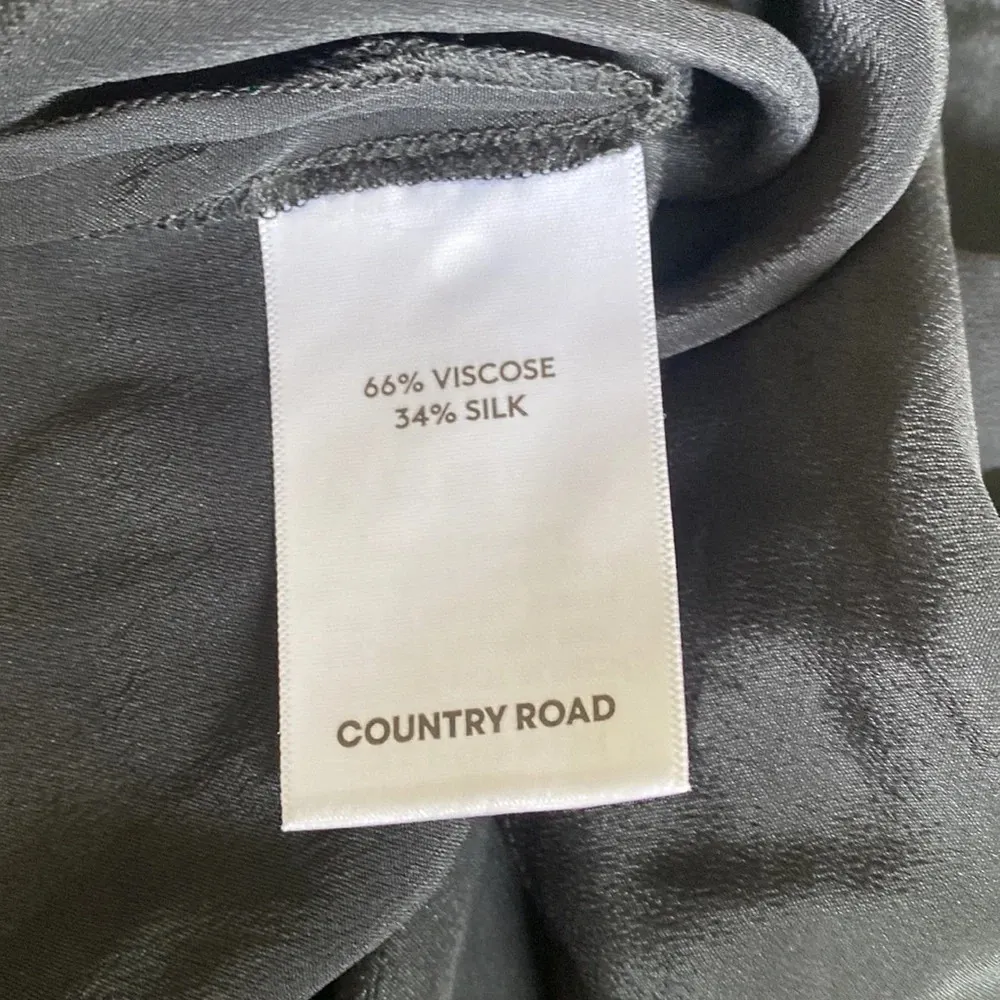 66% VISCOSE
34% SILK
COUNTRY ROAD